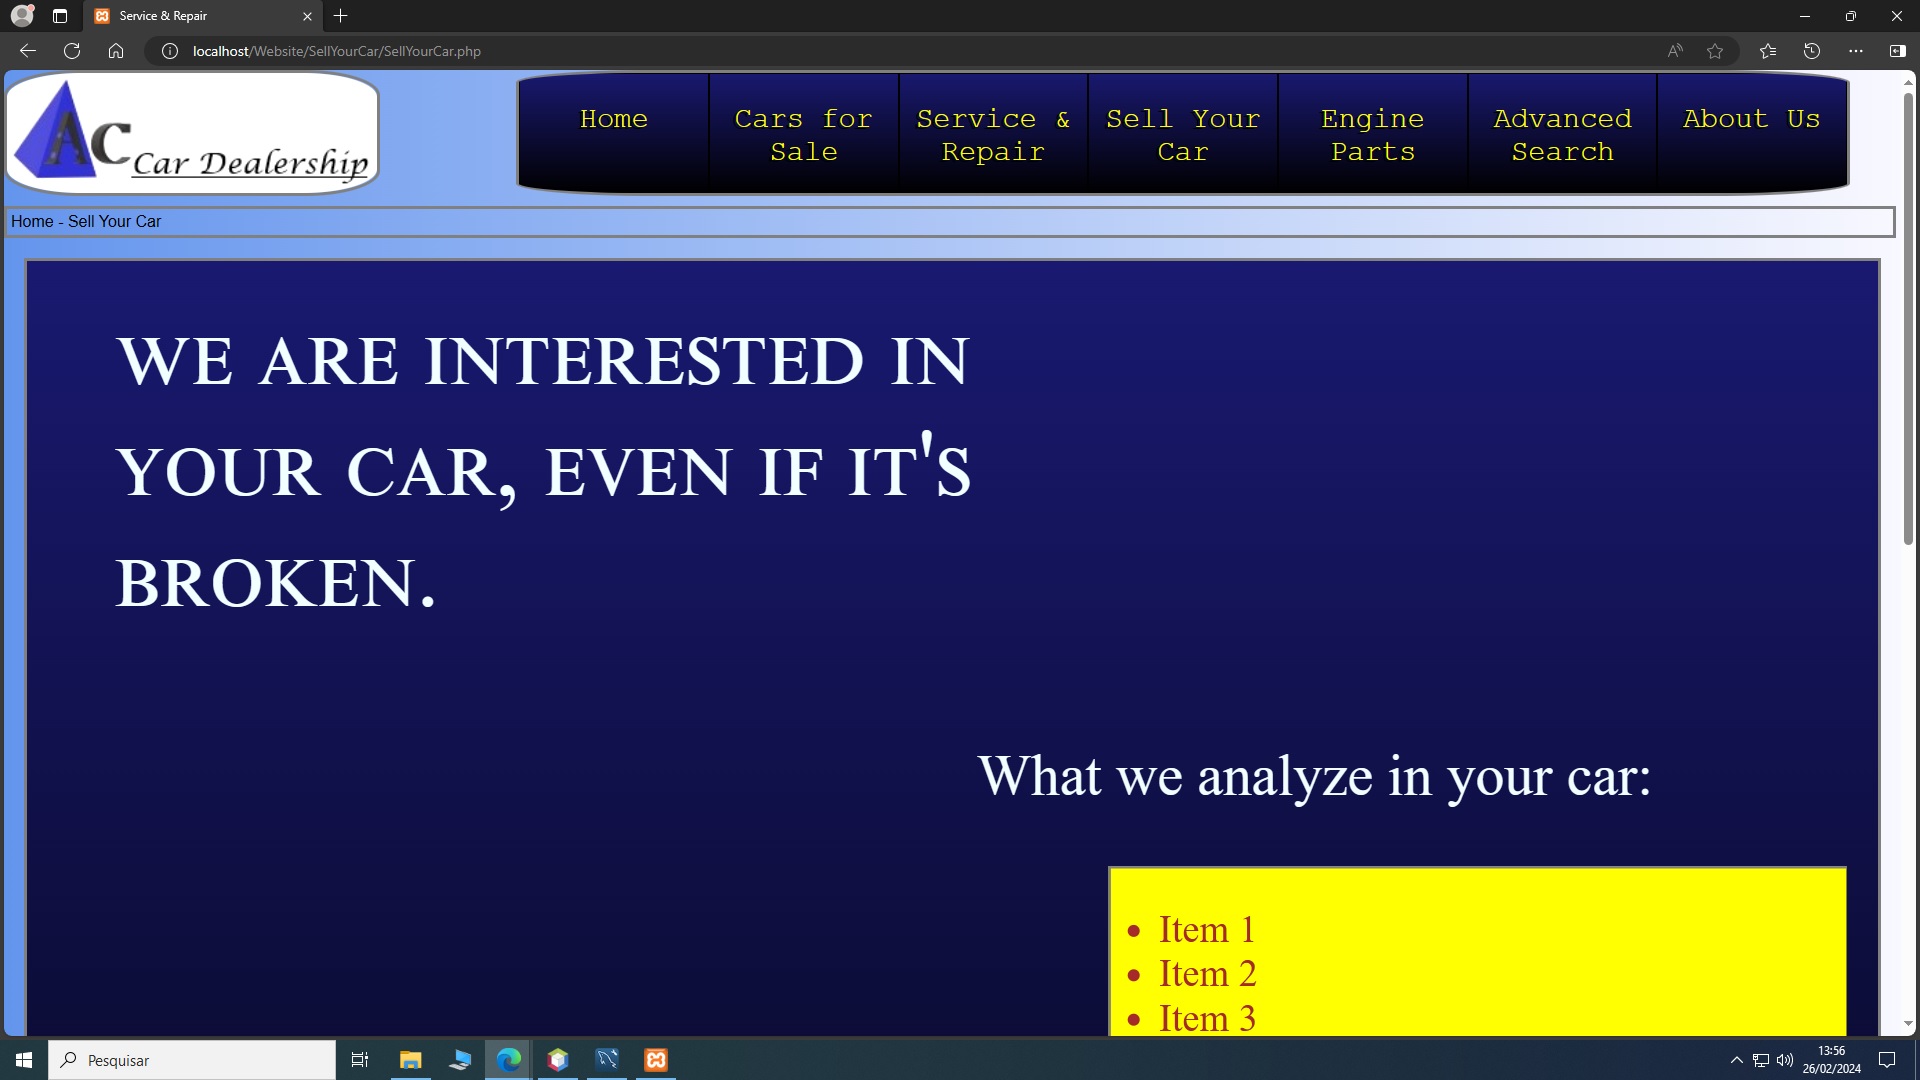 Service & Repair
localhost/Website/SellYourCar/SellYourCar.php
AC Car Dealership
Home
Cars for
Sale
Service &
Repair
Sell Your
Car
Engine
Parts
Advanced
Search
About Us
Home - Sell Your Car
WE ARE INTERESTED IN
YOUR CAR, EVEN IF IT'S
BROKEN.
What we analyze in your car:
• Item 1
• Item 2
• Item 3
Pesquisar
13:56
26/02/2024